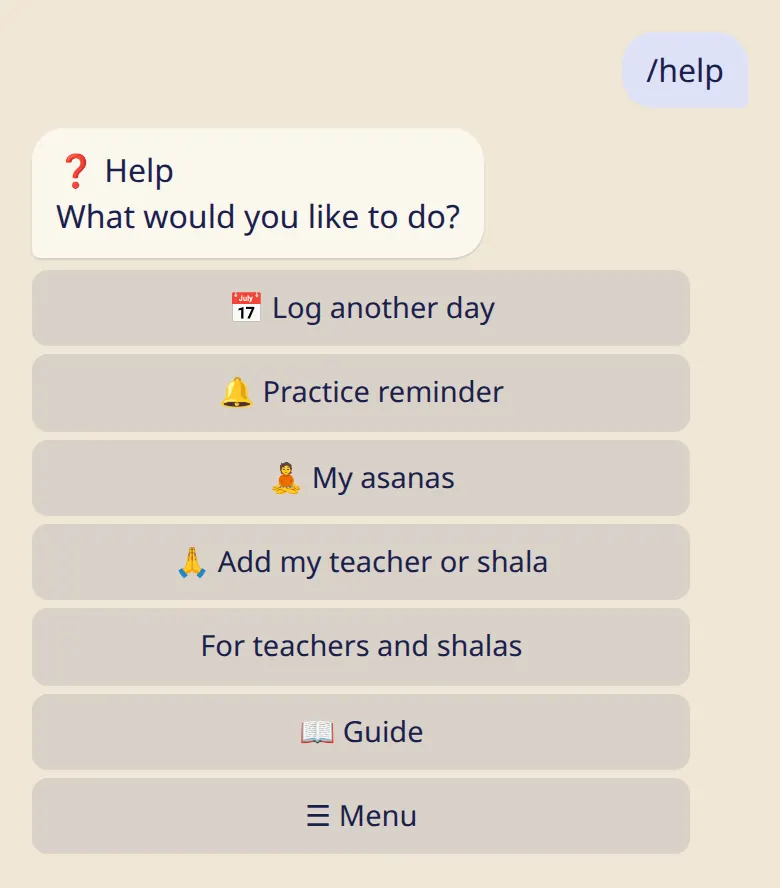 /help
❓ Help
What would you like to do?
📅 Log another day
🔔 Practice reminder
🧘 My asanas
🙏 Add my teacher or shala
For teachers and shalas
📖 Guide
☰ Menu